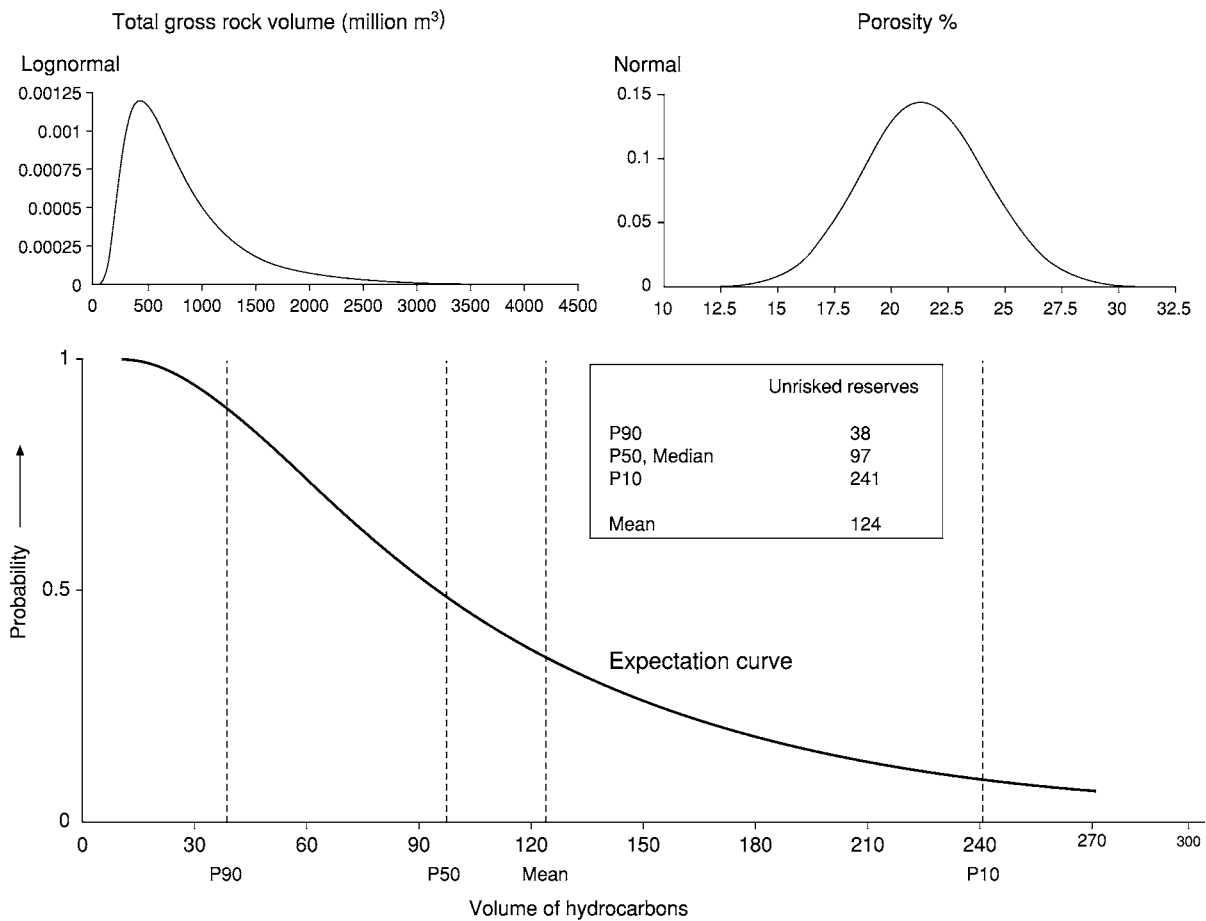 Total gross rock volume (million m³)
Lognormal
0.00125
0.001
0.00075
0.0005
0.00025
0
0 500 1000 1500 2000 2500 3000 3500 4000 4500
Porosity %
Normal
0.15
0.1
0.05
0
10 12.5 15 17.5 20 22.5 25 27.5 30 32.5
Unrisked reserves
P90 38
P50, Median 97
P10 241
Mean 124
1
0.5
0
Probability
Expectation curve
0 30 60 90 120 150 180 210 240 270 300
P90 P50 Mean P10
Volume of hydrocarbons